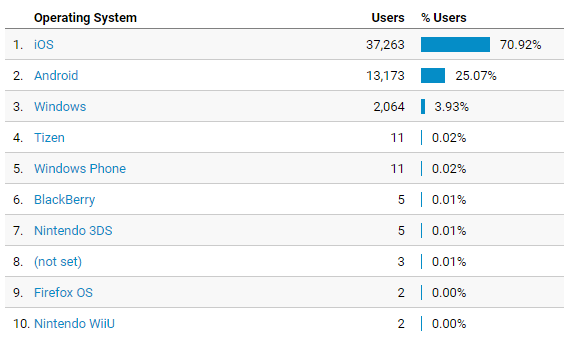 Operating System Users % Users
1. iOS 37,263 70.92%
2. Android 13,173 25.07%
3. Windows 2,064 3.93%
4. Tizen 11 0.02%
5. Windows Phone 11 0.02%
6. BlackBerry 5 0.01%
7. Nintendo 3DS 5 0.01%
8. (not set) 3 0.01%
9. Firefox OS 2 0.00%
10. Nintendo WiiU 2 0.00%